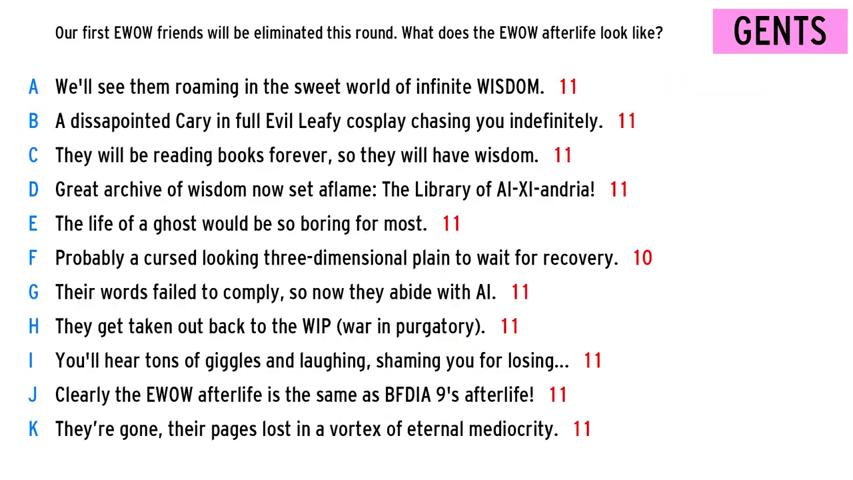 Our first EWOW friends will be eliminated this round. What does the EWOW afterlife look like?
GENTS
A We'll see them roaming in the sweet world of infinite WISDOM. 11
B A dissapointed Cary in full Evil Leafy cosplay chasing you indefinitely. 11
C They will be reading books forever, so they will have wisdom. 11
D Great archive of wisdom now set aflame: The Library of Al-XI-andria! 11
E The life of a ghost would be so boring for most. 11
F Probably a cursed looking three-dimensional plain to wait for recovery. 10
G Their words failed to comply, so now they abide with AI. 11
H They get taken out back to the WIP (war in purgatory). 11
I You'll hear tons of giggles and laughing, shaming you for losing... 11
J Clearly the EWOW afterlife is the same as BFDIA 9's afterlife! 11
K They’re gone, their pages lost in a vortex of eternal mediocrity. 11